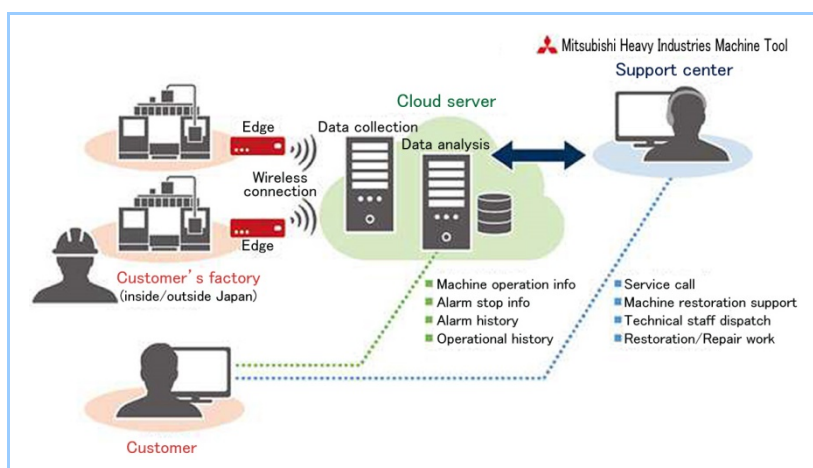 Mitsubishi Heavy Industries Machine Tool
Support center
Cloud server
Edge
Data collection
Data analysis
Wireless
connection
Edge
Customer's factory
(inside/outside Japan)
Machine operation info
Alarm stop info
Alarm history
Operational history
Service call
Machine restoration support
Technical staff dispatch
Restoration/Repair work
Customer